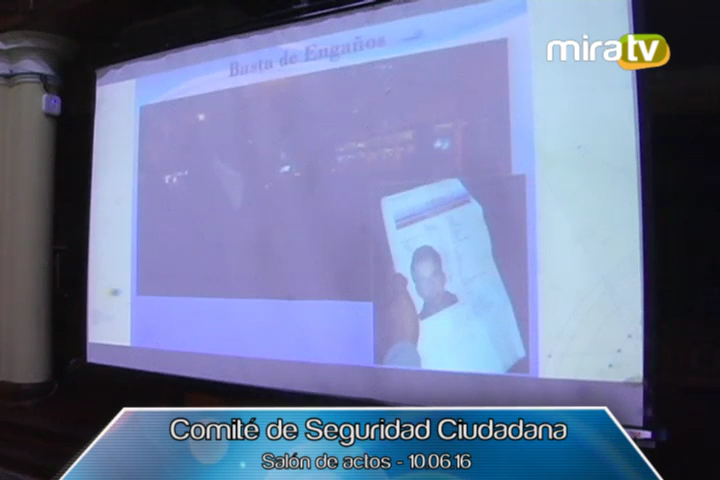 miratv
Basta de Engaños
Comité de Seguridad Ciudadana
Salón de actos - 10.06.16